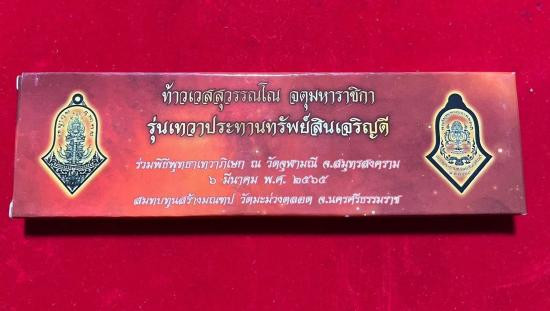 ท้าวเวสสุวรรณโณ จตุมหาราชิกา
รุ่นเทวาประทานทรัพย์สินเจริญดี
ร่วมพิธีพุทธาเทวาภิเษก ณ วัดจุฬามณี จ.สมุทรสงคราม
๖ มีนาคม พ.ศ. ๒๕๖๕
สมทบทุนสร้างมณฑป วัดมะม่วงตลอด จ.นครศรีธรรมราช